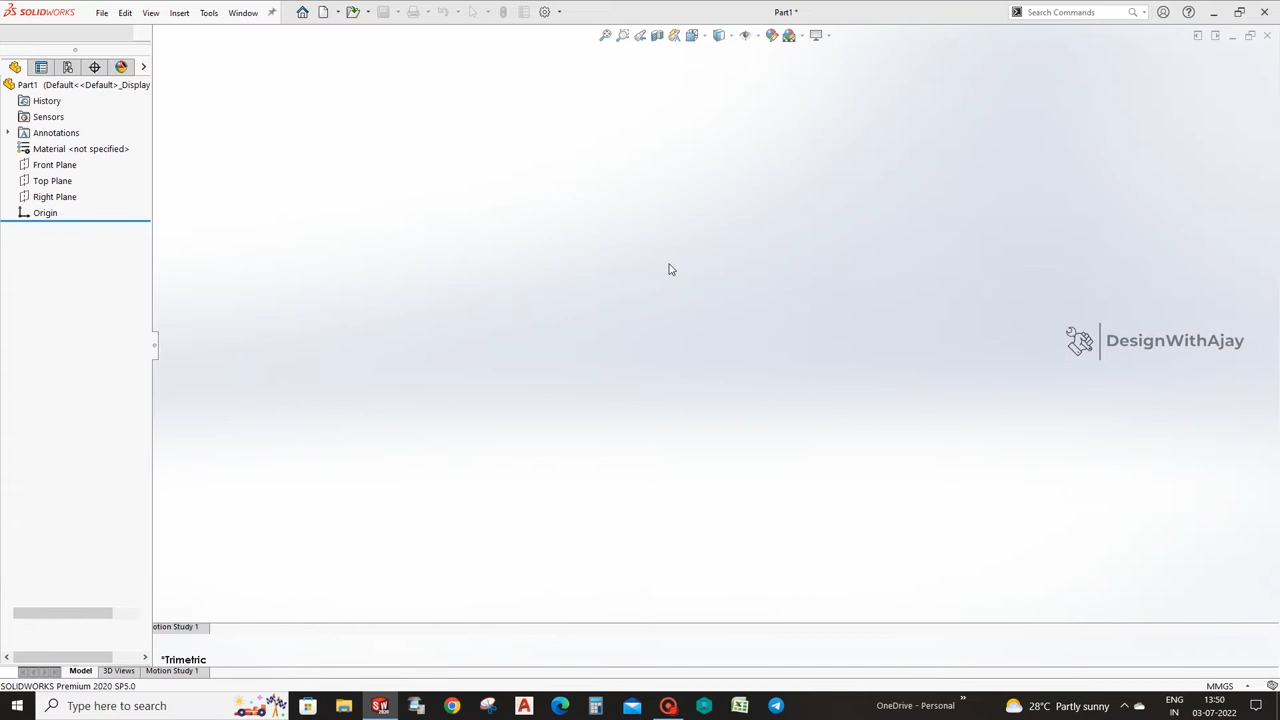 SOLIDWORKS File Edit View Insert Tools Window Part1 * Search Commands
Part1 (Default<<Default>_Display
History
Sensors
Annotations
Material <not specified>
Front Plane
Top Plane
Right Plane
Origin
DesignWithAjay
otion Study 1
*Trimetric
Model 3D Views Motion Study 1
SOLIDWORKS Premium 2020 SP5.0 MMGS
Type here to search SW 2020 OneDrive - Personal 28°C Partly sunny ENG 13:50
IN 03-07-2022